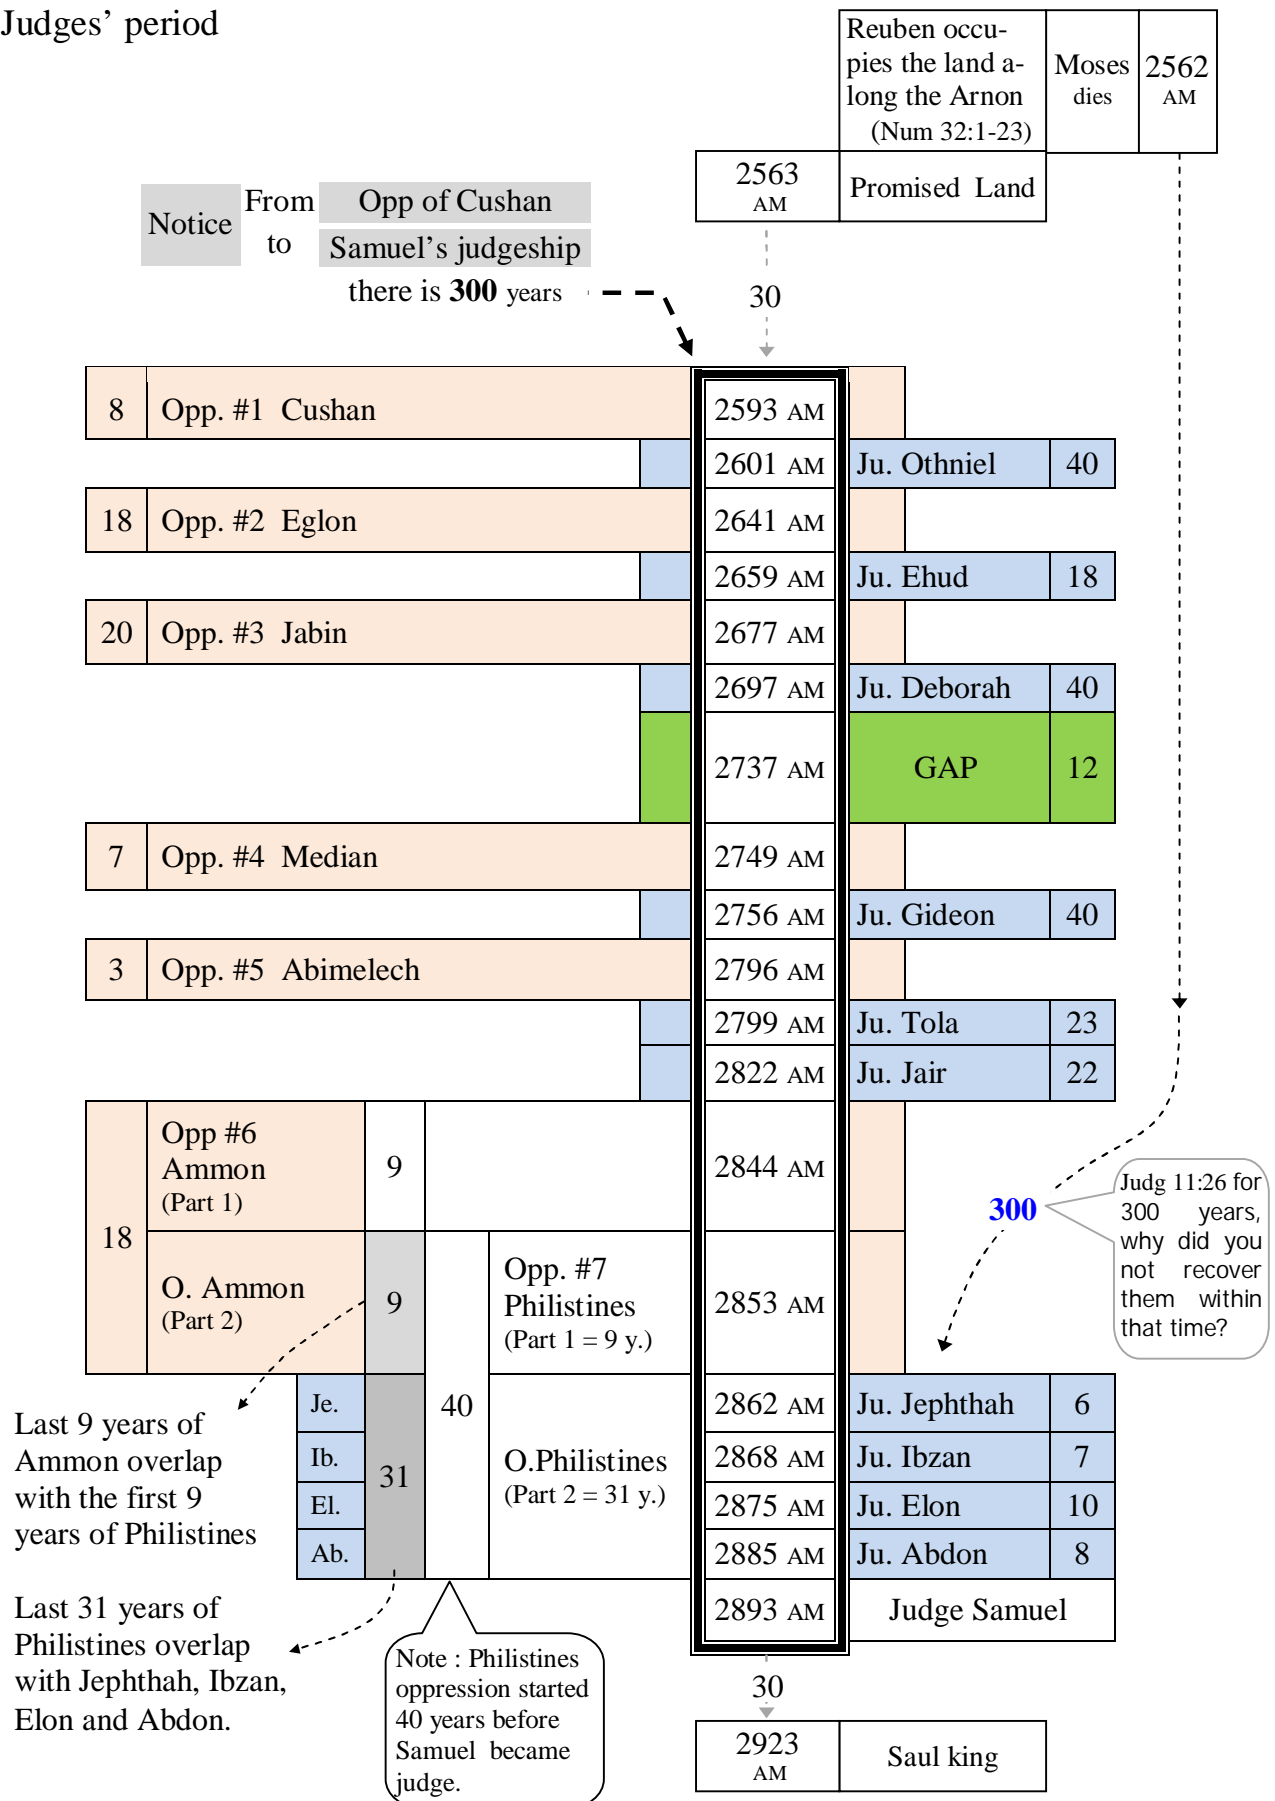 Judges’ period
Reuben occu-
pies the land a-
long the Arnon
(Num 32:1-23)
Moses
dies
2562
AM
2563
AM
Promised Land
Notice
From
to
Opp of Cushan
Samuel’s judgeship
there is 300 years
30
8 Opp. #1 Cushan 2593 AM
2601 AM Ju. Othniel 40
18 Opp. #2 Eglon 2641 AM
2659 AM Ju. Ehud 18
20 Opp. #3 Jabin 2677 AM
2697 AM Ju. Deborah 40
2737 AM GAP 12
7 Opp. #4 Median 2749 AM
2756 AM Ju. Gideon 40
3 Opp. #5 Abimelech 2796 AM
2799 AM Ju. Tola 23
2822 AM Ju. Jair 22
18
Opp #6
Ammon
(Part 1)
9
2844 AM
O. Ammon
(Part 2)
9
40
Opp. #7
Philistines
(Part 1 = 9 y.)
2853 AM
300
Judg 11:26 for
300 years,
why did you
not recover
them within
that time?
Last 9 years of
Ammon overlap
with the first 9
years of Philistines
Je.
Ib.
El.
Ab.
31
O.Philistines
(Part 2 = 31 y.)
2862 AM Ju. Jephthah 6
2868 AM Ju. Ibzan 7
2875 AM Ju. Elon 10
2885 AM Ju. Abdon 8
2893 AM Judge Samuel
Last 31 years of
Philistines overlap
with Jephthah, Ibzan,
Elon and Abdon.
Note : Philistines
oppression started
40 years before
Samuel became
judge.
30
2923
AM
Saul king